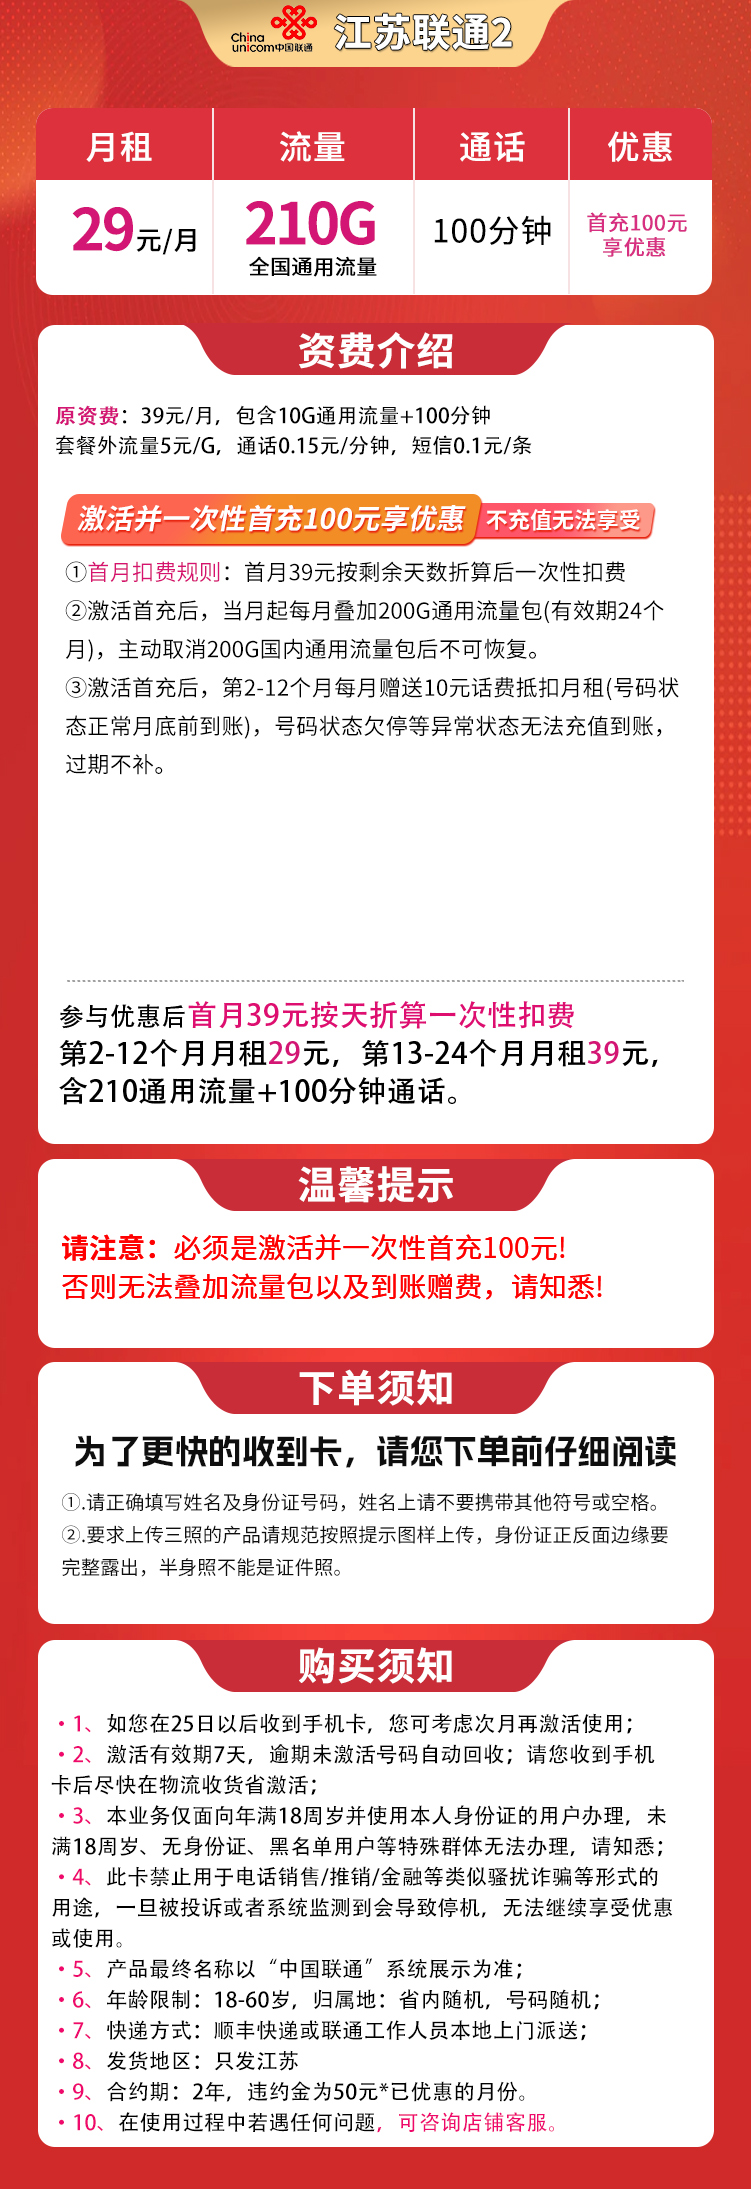 China
unicom中国联通
江苏联通2
月租
流量
通话
优惠
29元/月
210G
全国通用流量
100分钟
首充100元
享优惠
资费介绍
原资费：39元/月，包含10G通用流量+100分钟
套餐外流量5元/G，通话0.15元/分钟，短信0.1元/条
激活并一次性首充100元享优惠
不充值无法享受
①首月扣费规则：首月39元按剩余天数折算后一次性扣费
②激活首充后，当月起每月叠加200G通用流量包(有效期24个
月)，主动取消200G国内通用流量包后不可恢复。
③激活首充后，第2-12个月每月赠送10元话费抵扣月租(号码状
态正常月底前到账)，号码状态欠停等异常状态无法充值到账，
过期不补。
参与优惠后首月39元按天折算一次性扣费
第2-12个月月租29元，第13-24个月月租39元，
含210通用流量+100分钟通话。
温馨提示
请注意：必须是激活并一次性首充100元!
否则无法叠加流量包以及到账赠费，请知悉!
下单须知
为了更快的收到卡，请您下单前仔细阅读
①.请正确填写姓名及身份证号码，姓名上请不要携带其他符号或空格。
②.要求上传三照的产品请规范按照提示图样上传，身份证正反面边缘要
完整露出，半身照不能是证件照。
购买须知
·1、如您在25日以后收到手机卡，您可考虑次月再激活使用；
·2、激活有效期7天，逾期未激活号码自动回收；请您收到手机
卡后尽快在物流收货省激活；
·3、本业务仅面向年满18周岁并使用本人身份证的用户办理，未
满18周岁、无身份证、黑名单用户等特殊群体无法办理，请知悉；
·4、此卡禁止用于电话销售/推销/金融等类似骚扰诈骗等形式的
用途，一旦被投诉或者系统监测到会导致停机，无法继续享受优惠
或使用。
·5、产品最终名称以“中国联通”系统展示为准；
·6、年龄限制：18-60岁，归属地：省内随机，号码随机；
·7、快递方式：顺丰快递或联通工作人员本地上门派送；
·8、发货地区：只发江苏
·9、合约期：2年，违约金为50元*已优惠的月份。
·10、在使用过程中若遇任何问题，可咨询店铺客服。